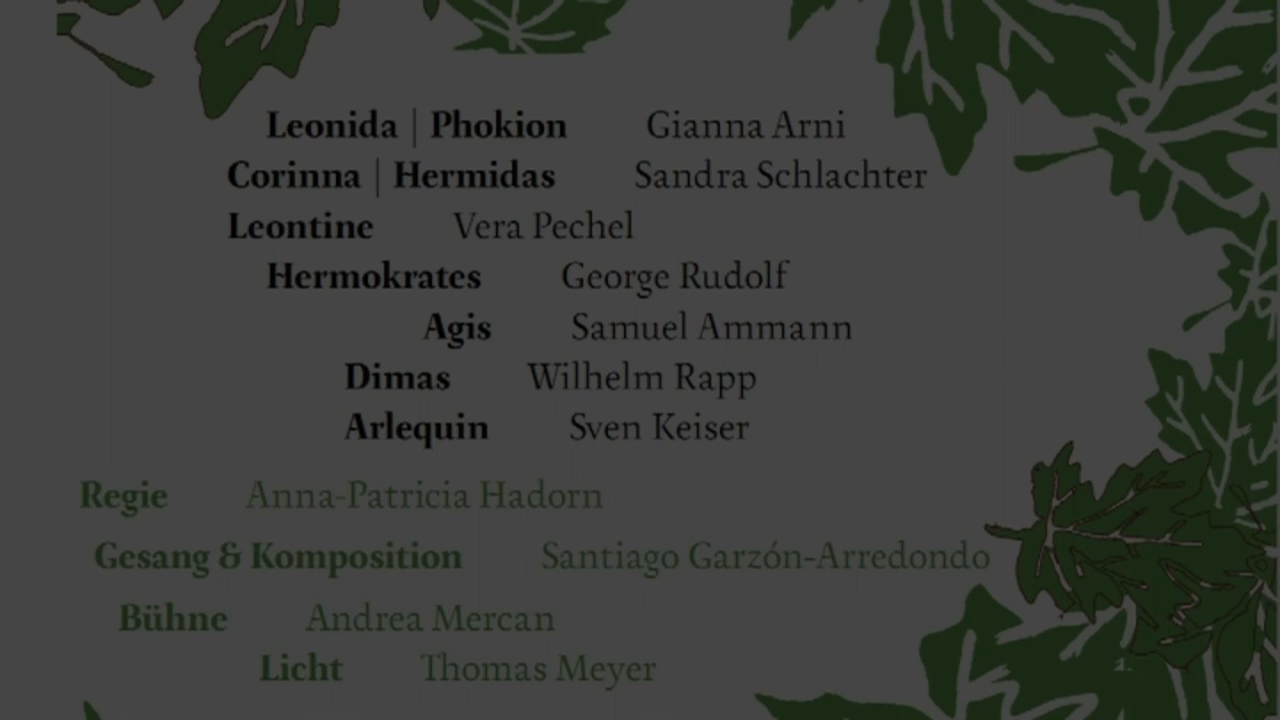 Leonida | Phokion Gianna Arni
Corinna | Hermidas Sandra Schlachter
Leontine Vera Pechel
Hermokrates George Rudolf
Agis Samuel Ammann
Dimas Wilhelm Rapp
Arlequin Sven Keiser
Regie Anna-Patricia Hadorn
Gesang & Komposition Santiago Garzón-Arredondo
Bühne Andrea Mercan
Licht Thomas Meyer